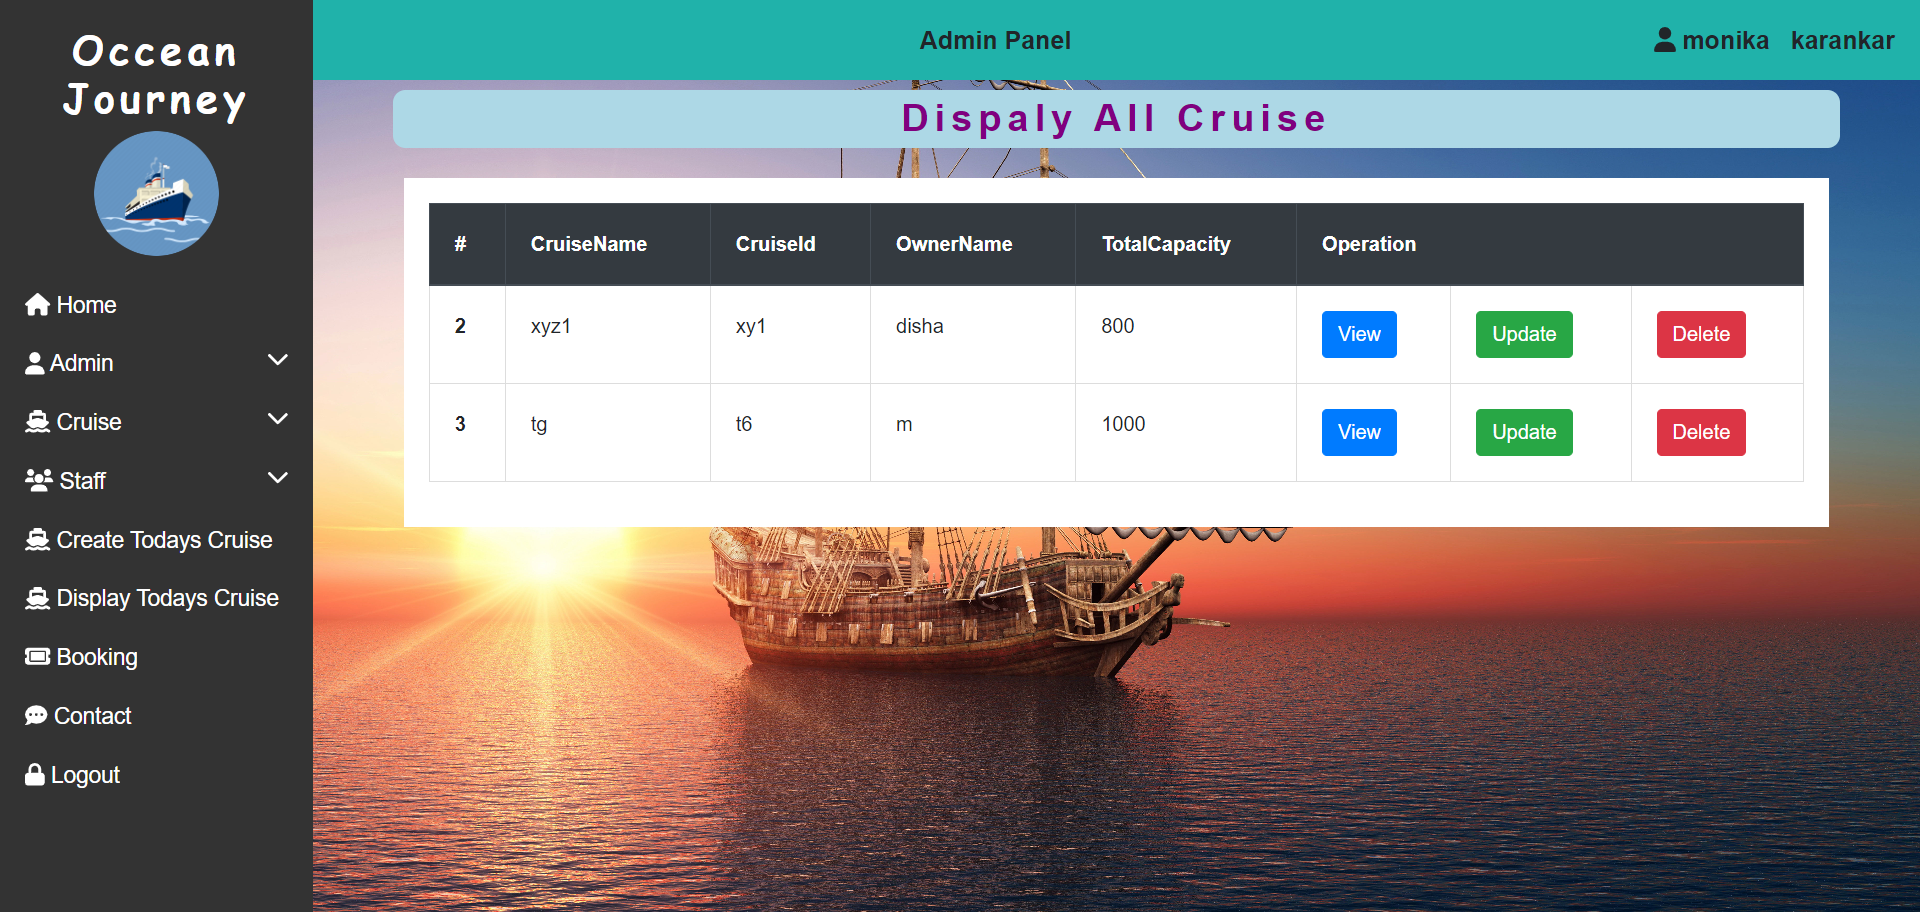 Occean
Journey
Home
Admin
Cruise
Staff
Create Todays Cruise
Display Todays Cruise
Booking
Contact
Logout
Admin Panel
monika karankar
Dispaly All Cruise
# CruiseName CruiseId OwnerName TotalCapacity Operation
2 xyz1 xy1 disha 800 View Update Delete
3 tg t6 m 1000 View Update Delete